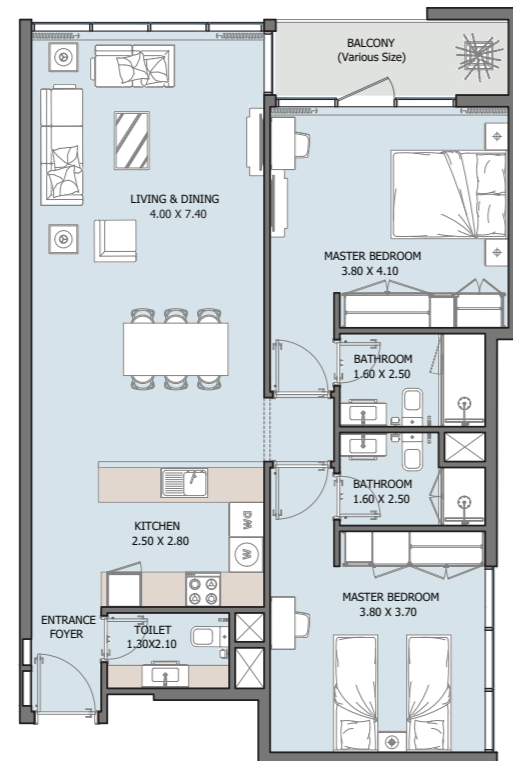 BALCONY
(Various Size)
LIVING & DINING
4.00 X 7.40
MASTER BEDROOM
3.80 X 4.10
BATHROOM
1.60 X 2.50
BATHROOM
1.60 X 2.50
KITCHEN
2.50 X 2.80
WD
W
MASTER BEDROOM
3.80 X 3.70
ENTRANCE
FOYER
TOILET
1.30X2.10